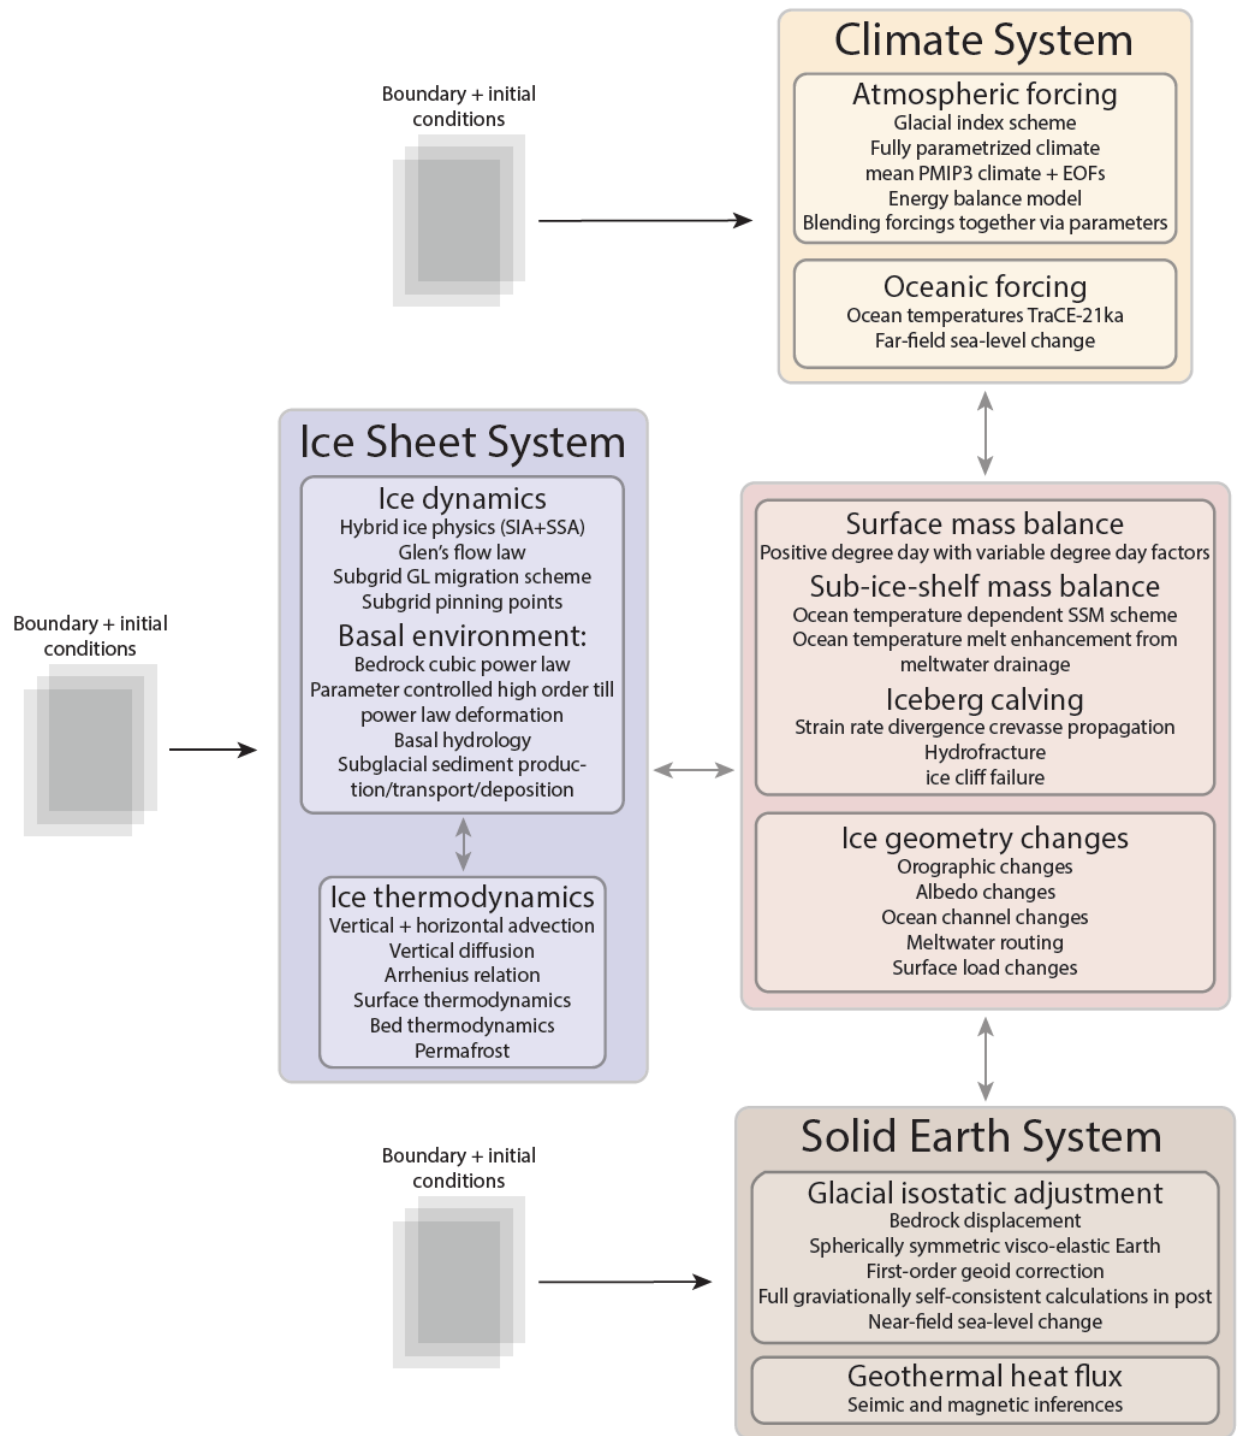 Climate System
Boundary + initial
conditions
Atmospheric forcing
Glacial index scheme
Fully parametrized climate
mean PMIP3 climate + EOFs
Energy balance model
Blending forcings together via parameters
Oceanic forcing
Ocean temperatures TraCE-21ka
Far-field sea-level change
Boundary + initial
conditions
Ice Sheet System
Ice dynamics
Hybrid ice physics (SIA+SSA)
Glen's flow law
Subgrid GL migration scheme
Subgrid pinning points
Basal environment:
Bedrock cubic power law
Parameter controlled high order till
power law deformation
Basal hydrology
Subglacial sediment produc-
tion/transport/deposition
Ice thermodynamics
Vertical + horizontal advection
Vertical diffusion
Arrhenius relation
Surface thermodynamics
Bed thermodynamics
Permafrost
Surface mass balance
Positive degree day with variable degree day factors
Sub-ice-shelf mass balance
Ocean temperature dependent SSM scheme
Ocean temperature melt enhancement from
meltwater drainage
Iceberg calving
Strain rate divergence crevasse propagation
Hydrofracture
ice cliff failure
Ice geometry changes
Orographic changes
Albedo changes
Ocean channel changes
Meltwater routing
Surface load changes
Boundary + initial
conditions
Solid Earth System
Glacial isostatic adjustment
Bedrock displacement
Spherically symmetric visco-elastic Earth
First-order geoid correction
Full graviationally self-consistent calculations in post
Near-field sea-level change
Geothermal heat flux
Seimic and magnetic inferences